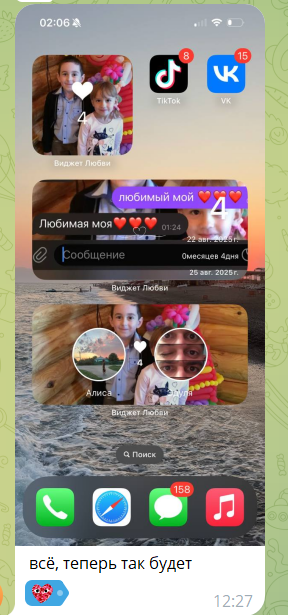 02:06
8
15
4
TikTok
VK
Виджет Любви
любимый мой ❤️❤️❤️
4
Любимая моя❤️❤️❤️
01:24
22 авг. 2025г.
Сообщение
0месяцев 4дня
25 авг. 2025г.
Виджет Любви
4
Алиса
Виджет Любви
Поиск
158
всё, теперь так будет
12:27